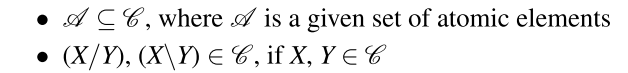 • 𝒜 ⊆ 𝒞, where 𝒜 is a given set of atomic elements
• (X/Y), (X\Y) ∈ 𝒞, if X, Y ∈ 𝒞